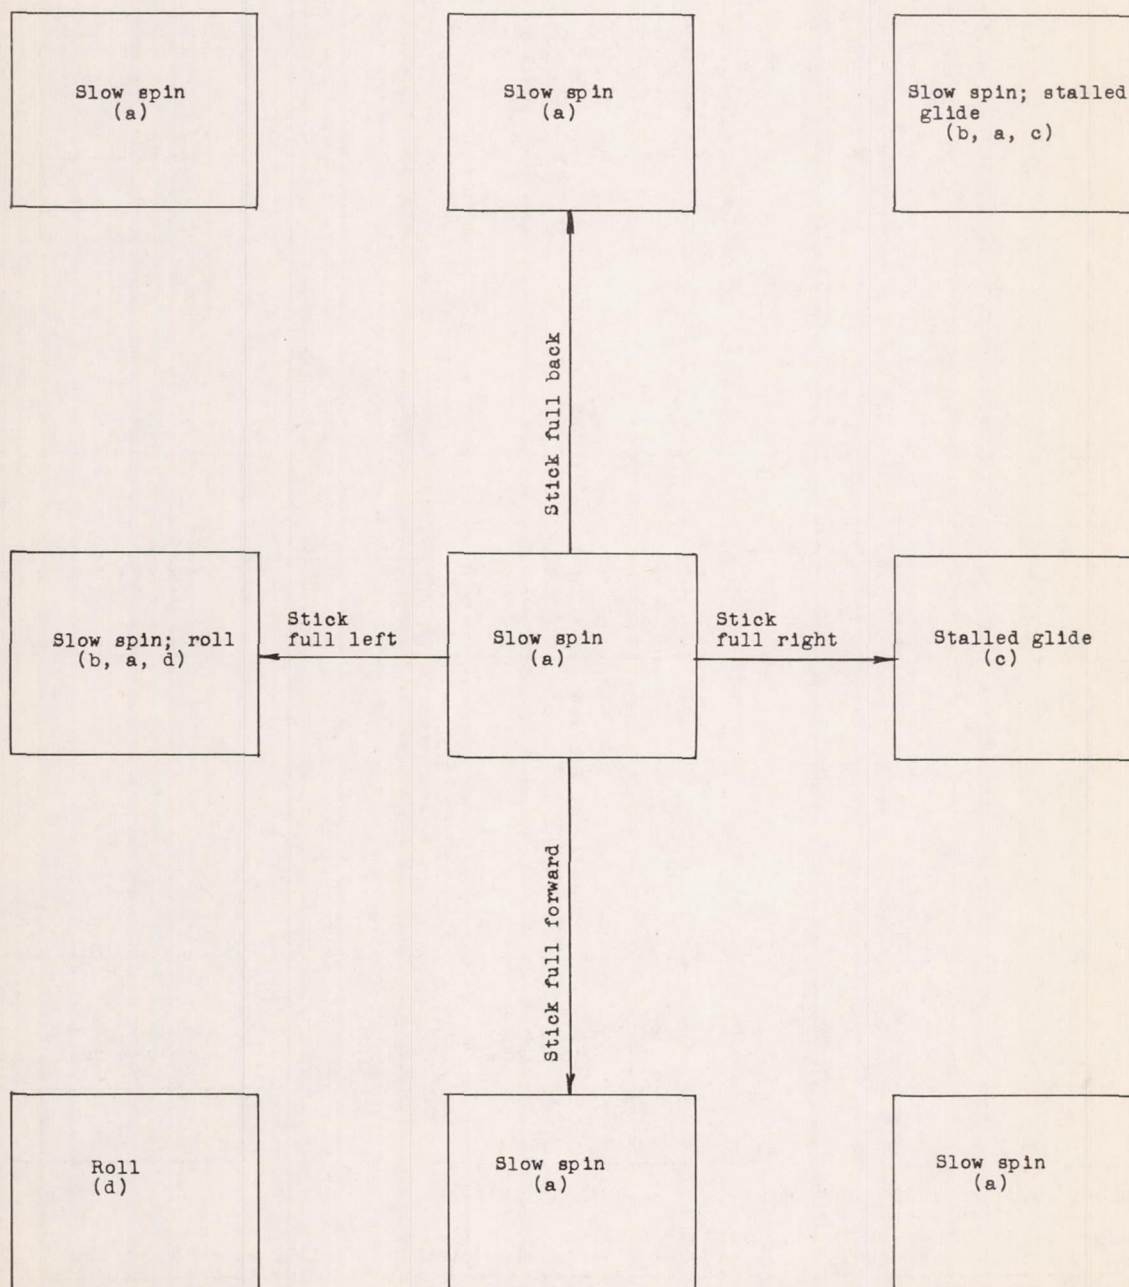 Slow spin
(a)
Slow spin
(a)
Slow spin; stalled
glide
(b, a, c)
Stick full back
Slow spin; roll
(b, a, d)
Stick
full left
Slow spin
(a)
Stick
full right
Stalled glide
(c)
Stick full forward
Roll
(d)
Slow spin
(a)
Slow spin
(a)